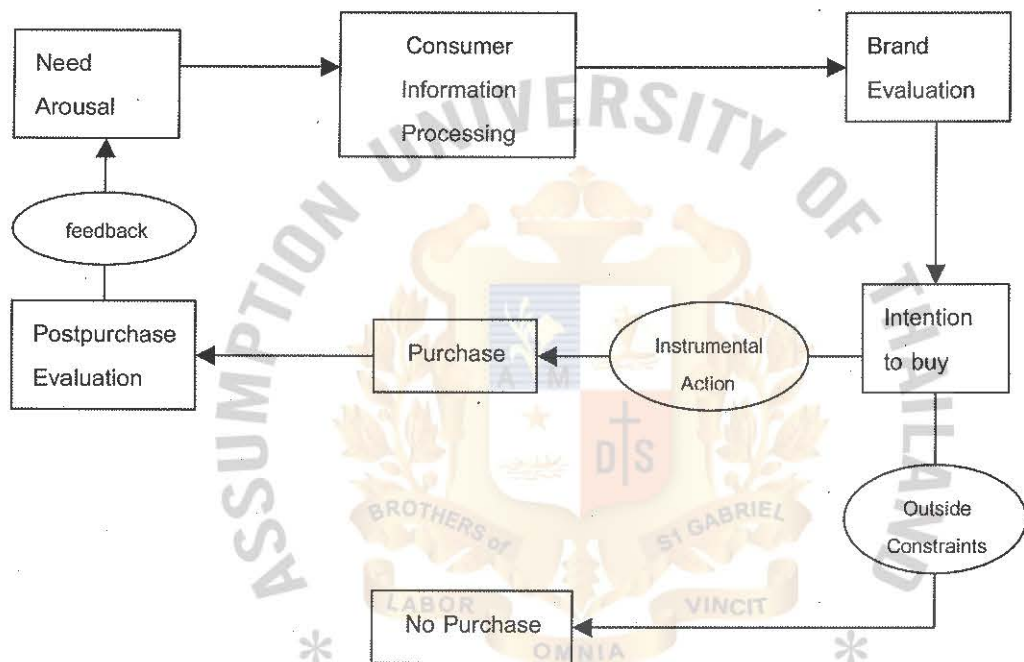 Need
Arousal
Consumer
Information
Processing
Brand
Evaluation
feedback
Postpurchase
Evaluation
Purchase
Instrumental
Action
Intention
to buy
Outside
Constraints
No Purchase
ASSUMPTION UNIVERSITY OF THAILAND
A M
D S
BROTHERS of
ST GABRIEL
LABOR
VINCIT
OMNIA
*
*